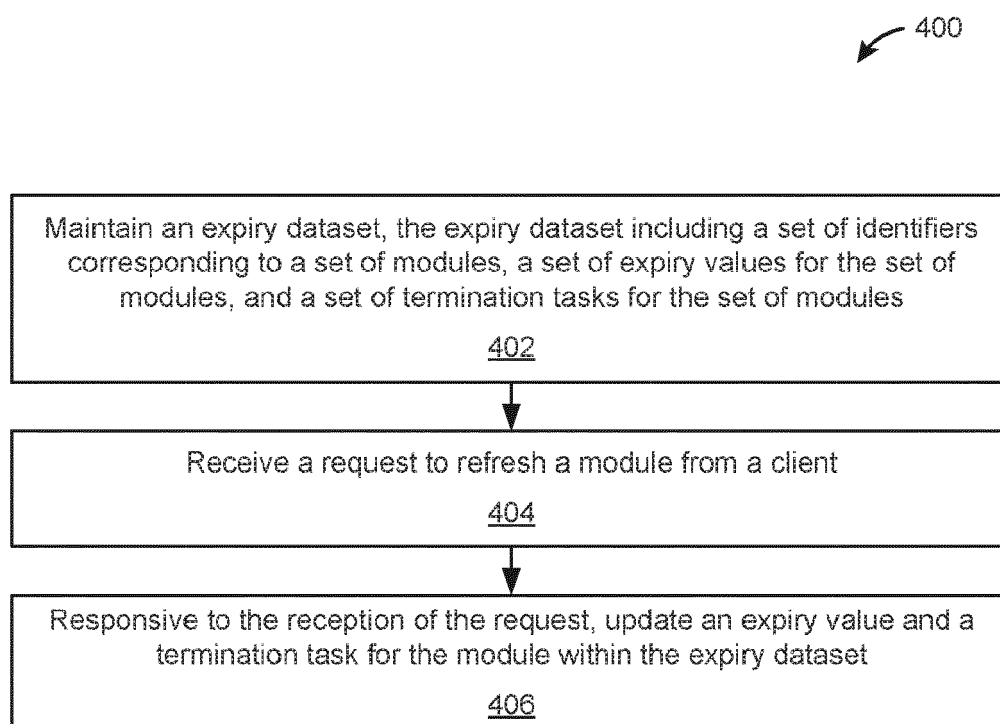 400
Maintain an expiry dataset, the expiry dataset including a set of identifiers
corresponding to a set of modules, a set of expiry values for the set of
modules, and a set of termination tasks for the set of modules
402
Receive a request to refresh a module from a client
404
Responsive to the reception of the request, update an expiry value and a
termination task for the module within the expiry dataset
406